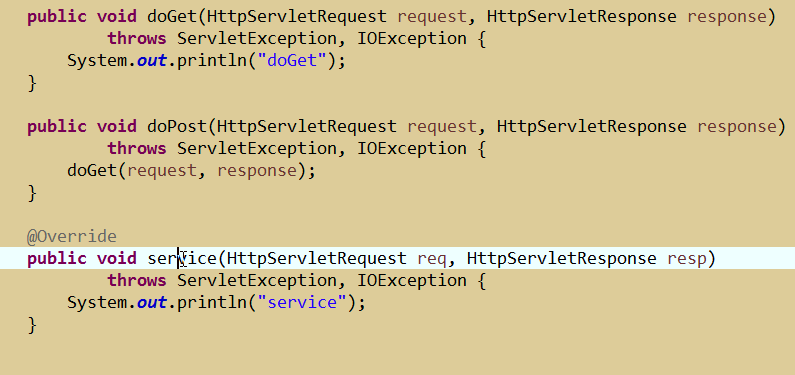 public void doGet(HttpServletRequest request, HttpServletResponse response)
        throws ServletException, IOException {
    System.out.println("doGet");
}

public void doPost(HttpServletRequest request, HttpServletResponse response)
        throws ServletException, IOException {
    doGet(request, response);
}

@Override
public void service(HttpServletRequest req, HttpServletResponse resp)
        throws ServletException, IOException {
    System.out.println("service");
}